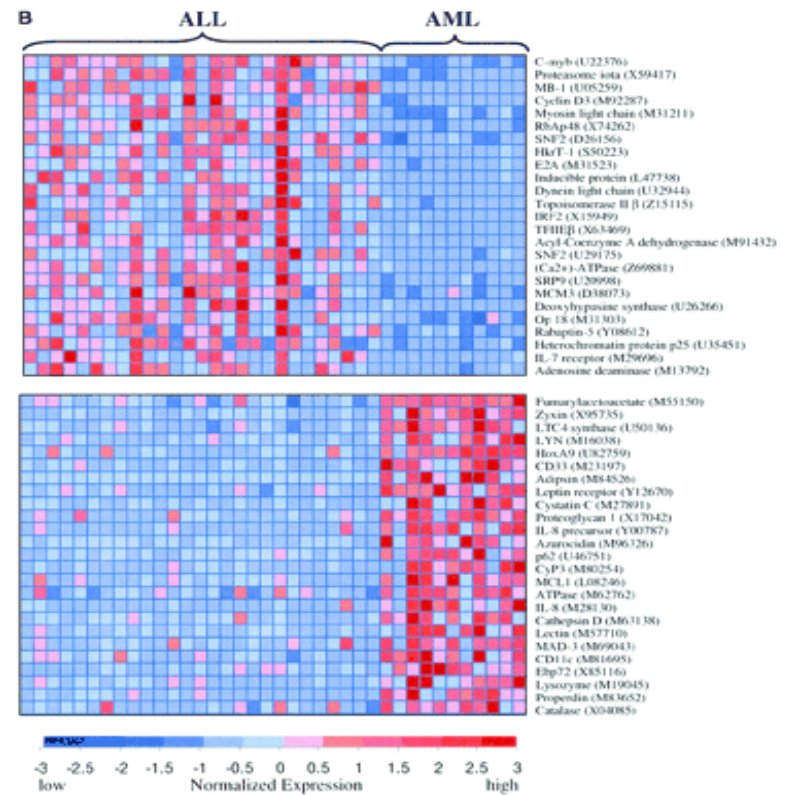 B
ALL
AML
C-myb (U22376)
Proteasome iota (X59417)
MB-1 (U05259)
Cyclin D3 (M92287)
Myosin light chain (M31211)
RbAp48 (X74262)
SNF2 (D26156)
HkrT-1 (S50223)
E2A (M31523)
Inducible protein (L47738)
Dynein light chain (U32944)
Topoisomerase II β (Z15115)
IRF2 (X15949)
TFIIEβ (X63469)
Acyl-Coenzyme A dehydrogenase (M91432)
SNF2 (U29175)
(Ca2+)-ATPase (Z69881)
SRP9 (U20998)
MCM3 (D38073)
Deoxyhypusine synthase (U26266)
Op 18 (M31303)
Rabaptin-5 (Y08612)
Heterochromatin protein p25 (U35451)
IL-7 receptor (M29696)
Adenosine deaminase (M13792)
Fumarylacetoacetate (M55150)
Zyxin (X95735)
LTC4 synthase (U50136)
LYN (M16038)
HoxA9 (U82759)
CD33 (M23197)
Adipsin (M84526)
Leptin receptor (Y12670)
Cystatin C (M27891)
Proteoglycan 1 (X17042)
IL-8 precursor (Y00787)
Azurocidin (M96326)
p62 (U46751)
CyP3 (M80254)
MCL1 (L08246)
ATPase (M62762)
IL-8 (M28130)
Cathepsin D (M63138)
Lectin (M57710)
MAD-3 (M69043)
CD11c (M81695)
Ebp72 (X85116)
Lysozyme (M19045)
Properdin (M83652)
Catalase (X04085)
-3 -2.5 -2 -1.5 -1 -0.5 0 0.5 1 1.5 2 2.5 3
low Normalized Expression high